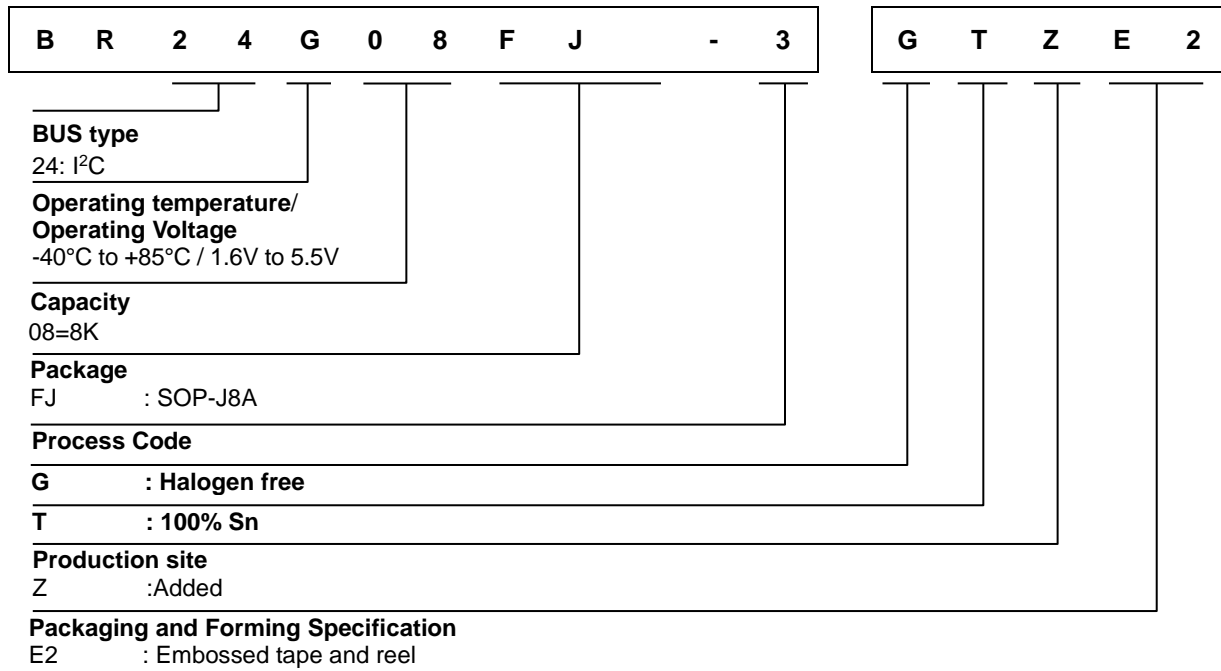 B R 2 4 G 0 8 F J - 3 G T Z E 2
BUS type
24: I²C
Operating temperature/
Operating Voltage
-40°C to +85°C / 1.6V to 5.5V
Capacity
08=8K
Package
FJ : SOP-J8A
Process Code
G : Halogen free
T : 100% Sn
Production site
Z :Added
Packaging and Forming Specification
E2 : Embossed tape and reel